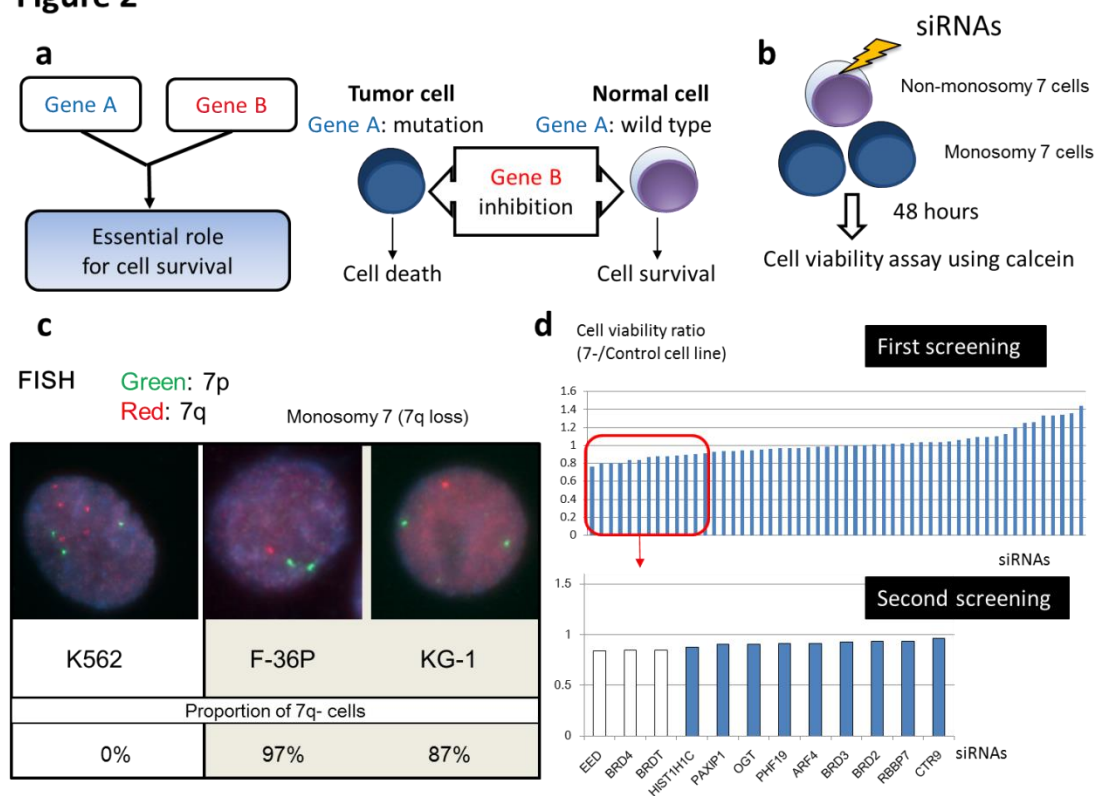 Figure 2
a
Gene A
Gene B
Essential role
for cell survival
Tumor cell
Gene A: mutation
Normal cell
Gene A: wild type
Gene B
inhibition
Cell death
Cell survival
b
siRNAs
Non-monosomy 7 cells
Monosomy 7 cells
48 hours
Cell viability assay using calcein
c
FISH
Green: 7p
Red: 7q
Monosomy 7 (7q loss)
K562
F-36P
KG-1
Proportion of 7q- cells
0%
97%
87%
d
Cell viability ratio
(7-/Control cell line)
First screening
1.6
1.4
1.2
1
0.8
0.6
0.4
0.2
0
siRNAs
Second screening
1.5
1
0.5
0
EED
BRD4
BRDT
HIST1H1C
PAXIP1
OGT
PHF19
ARF4
BRD3
BRD2
RBBP7
CTR9
siRNAs